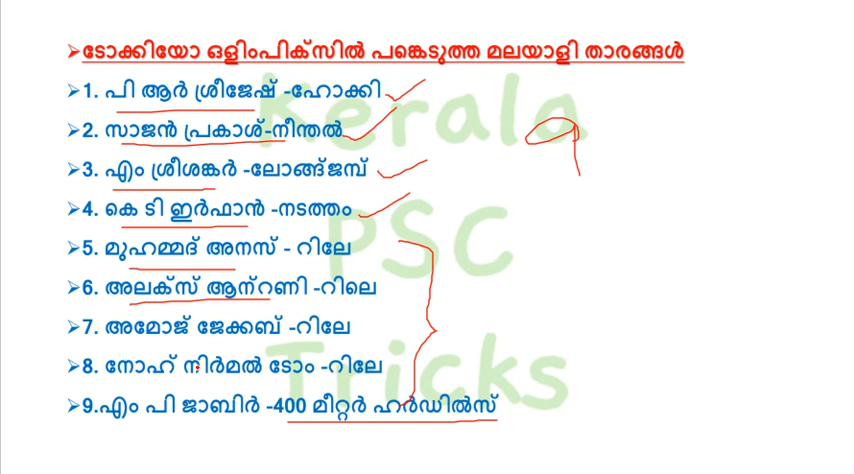 ➢ടോക്കിയോ ഒളിംപിക്സിൽ പങ്കെടുത്ത മലയാളി താരങ്ങൾ
➢1. പി ആർ ശ്രീജേഷ് -ഹോക്കി
➢2. സാജൻ പ്രകാശ്-നീന്തൽ
➢3. എം ശ്രീശങ്കർ -ലോങ്ങ്ജമ്പ്
➢4. കെ ടി ഇർഫാൻ -നടത്തം
➢5. മുഹമ്മദ് അനസ് - റിലേ
➢6. അലക്സ് ആന്റണി -റിലെ
➢7. അമോജ് ജേക്കബ് -റിലേ
➢8. നോഹ് നിർമൽ ടോം -റിലേ
➢9.എം പി ജാബിർ -400 മീറ്റർ ഹർഡിൽസ്
9
Kerala
PSC
Tricks